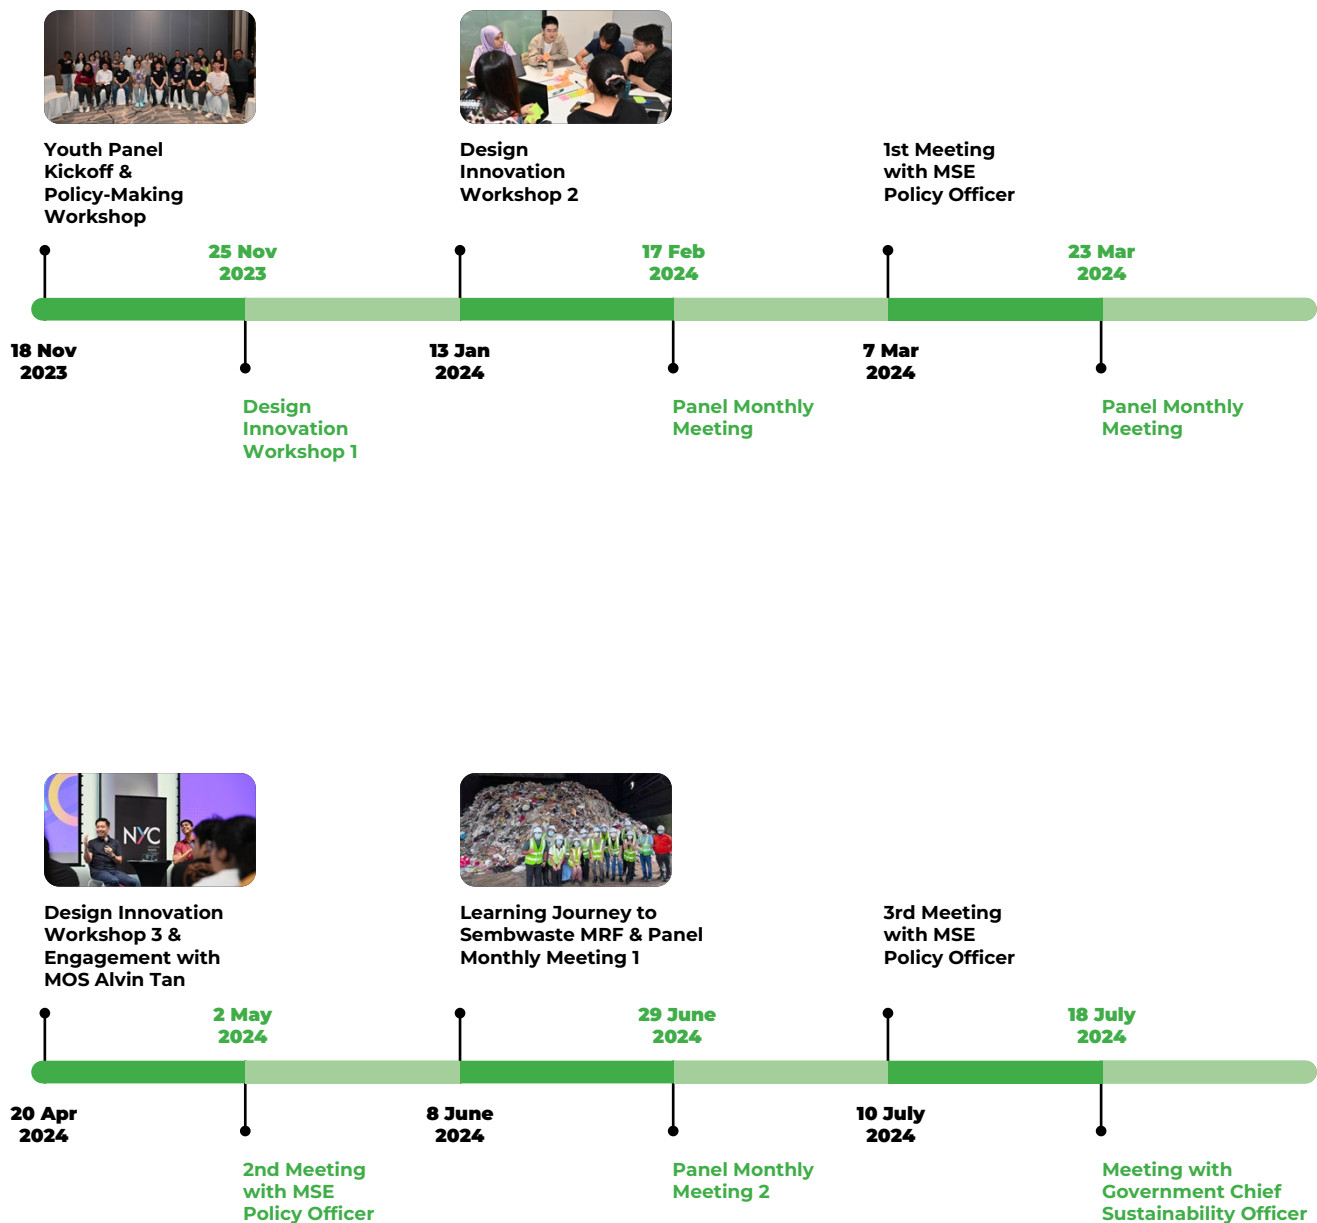 Youth Panel
Kickoff &
Policy-Making
Workshop
Design
Innovation
Workshop 2
1st Meeting
with MSE
Policy Officer
25 Nov
2023
17 Feb
2024
23 Mar
2024
18 Nov
2023
13 Jan
2024
7 Mar
2024
Design
Innovation
Workshop 1
Panel Monthly
Meeting
Panel Monthly
Meeting
NYC
Design Innovation
Workshop 3 &
Engagement with
MOS Alvin Tan
Learning Journey to
Sembwaste MRF & Panel
Monthly Meeting 1
3rd Meeting
with MSE
Policy Officer
2 May
2024
29 June
2024
18 July
2024
20 Apr
2024
8 June
2024
10 July
2024
2nd Meeting
with MSE
Policy Officer
Panel Monthly
Meeting 2
Meeting with
Government Chief
Sustainability Officer